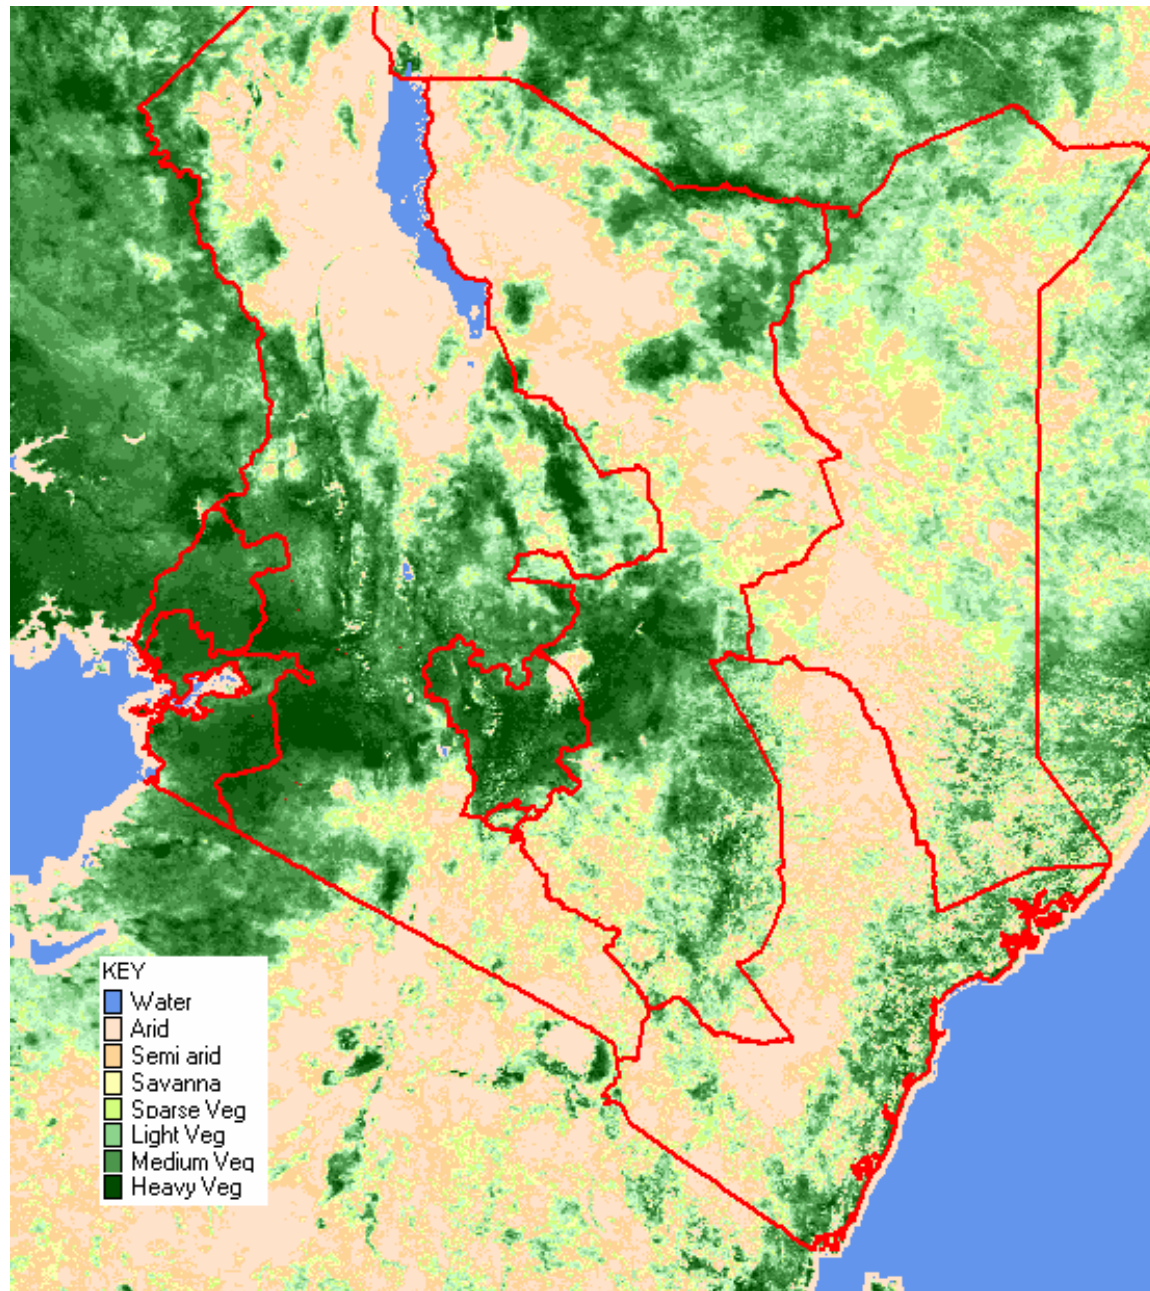 KEY
Water
Arid
Semi arid
Savanna
Sparse Veg
Light Veg
Medium Veg
Heavy Veg